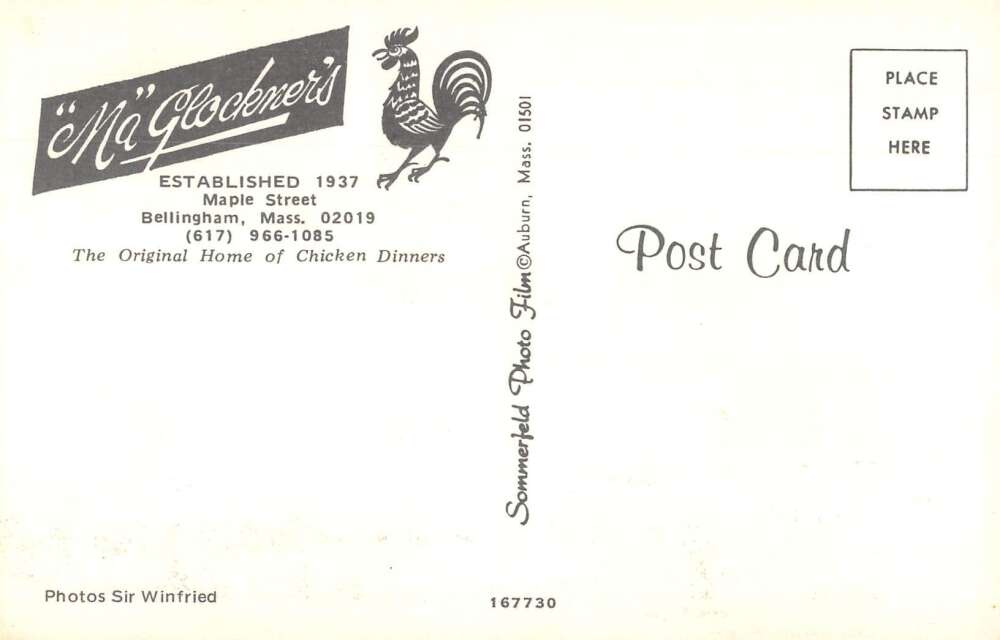 "Ma" Glockner's
ESTABLISHED 1937
Maple Street
Bellingham, Mass. 02019
(617) 966-1085
The Original Home of Chicken Dinners
Photos Sir Winfried
Sommerfeld Photo Film©Auburn, Mass. 01501
167730
PLACE
STAMP
HERE
Post Card